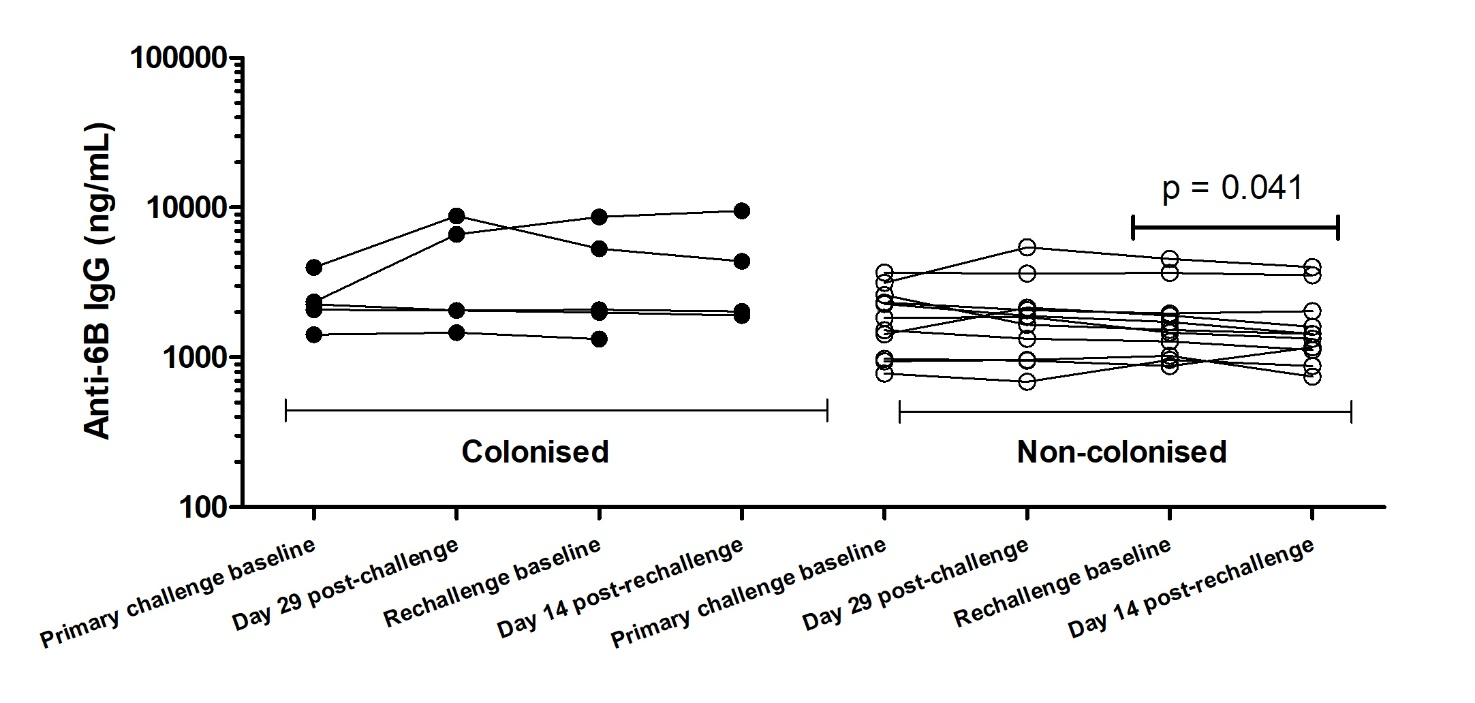 Anti-6B IgG (ng/mL)
100000
10000
1000
100
p = 0.041
Colonised
Non-colonised
Primary challenge baseline
Day 29 post-challenge
Rechallenge baseline
Day 14 post-rechallenge
Primary challenge baseline
Day 29 post-challenge
Rechallenge baseline
Day 14 post-rechallenge